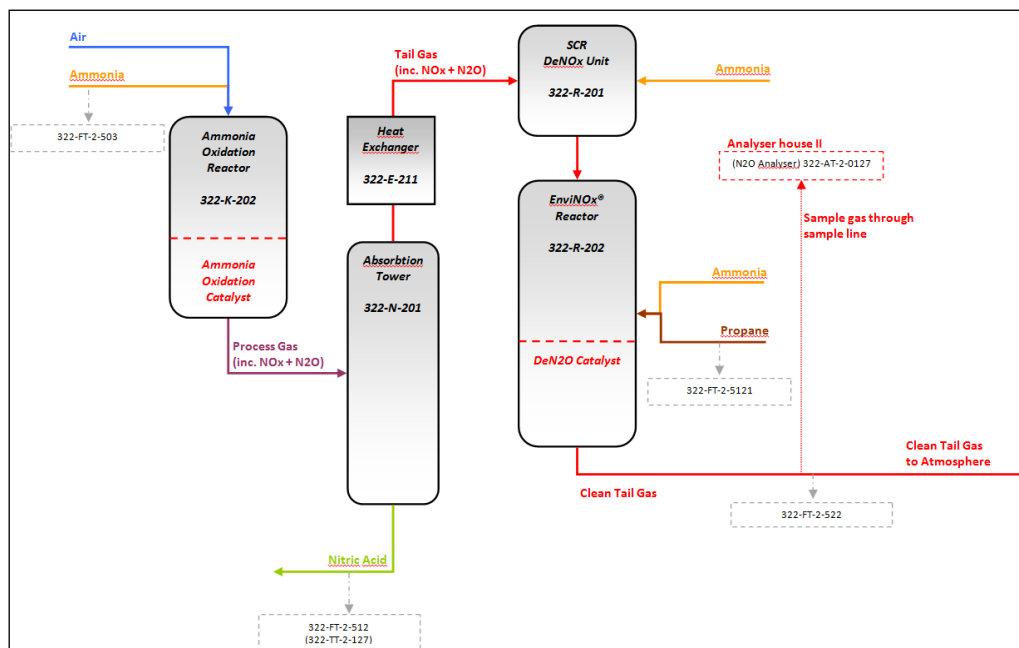 Air
Ammonia
322-FT-2-503
Ammonia
Oxidation
Reactor
322-K-202
Ammonia
Oxidation
Catalyst
Process Gas
(inc. NOx + N2O)
Tail Gas
(inc. NOx + N2O)
Heat
Exchanger
322-E-211
Absorbtion
Tower
322-N-201
Nitric Acid
322-FT-2-512
(322-TT-2-127)
SCR
DeNOx Unit
322-R-201
Ammonia
EnviNOx®
Reactor
322-R-202
DeN2O Catalyst
Ammonia
Propane
322-FT-2-5121
Analyser house II
(N2O Analyser) 322-AT-2-0127
Sample gas through
sample line
Clean Tail Gas
to Atmosphere
Clean Tail Gas
322-FT-2-522